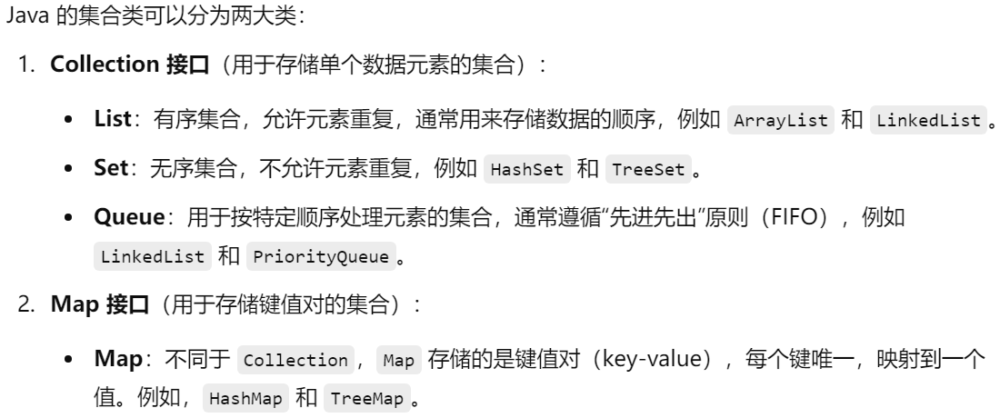 Java 的集合类可以分为两大类：
1. Collection 接口（用于存储单个数据元素的集合）：
• List：有序集合，允许元素重复，通常用来存储数据的顺序，例如 ArrayList 和 LinkedList。
• Set：无序集合，不允许元素重复，例如 HashSet 和 TreeSet。
• Queue：用于按特定顺序处理元素的集合，通常遵循“先进先出”原则（FIFO），例如
LinkedList 和 PriorityQueue。
2. Map 接口（用于存储键值对的集合）：
• Map：不同于 Collection，Map 存储的是键值对（key-value），每个键唯一，映射到一个
值。例如，HashMap 和 TreeMap。